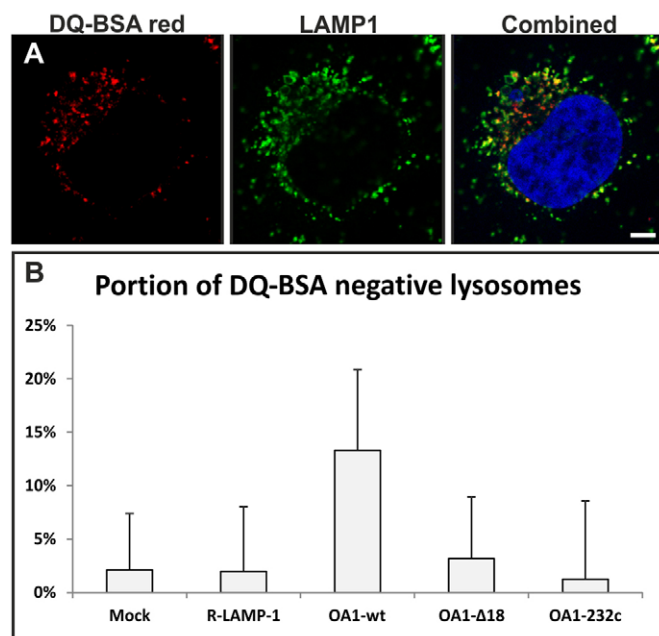 DQ-BSA red LAMP1 Combined
A
B
Portion of DQ-BSA negative lysosomes
25%
20%
15%
10%
5%
0%
Mock R-LAMP-1 OA1-wt OA1-Δ18 OA1-232c